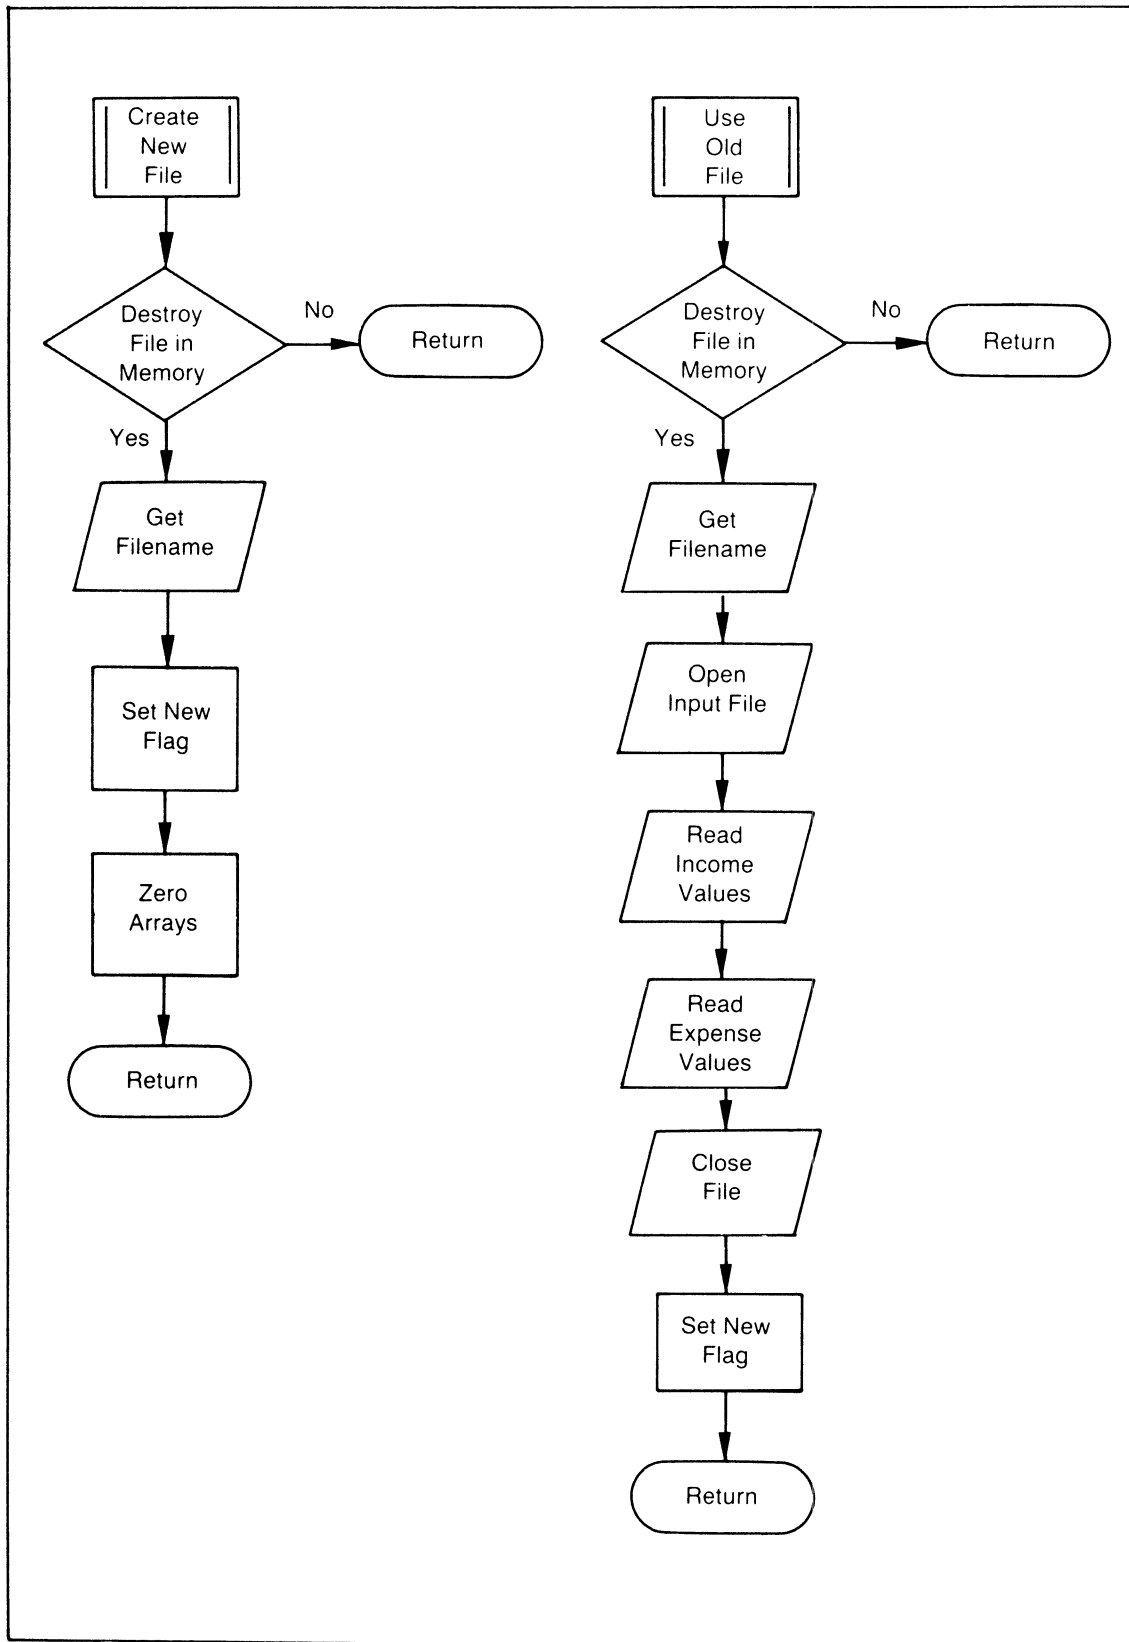 Create
New
File
Destroy
File in
Memory
No
Return
Yes
Get
Filename
Set New
Flag
Zero
Arrays
Return
Use
Old
File
Destroy
File in
Memory
No
Return
Yes
Get
Filename
Open
Input File
Read
Income
Values
Read
Expense
Values
Close
File
Set New
Flag
Return